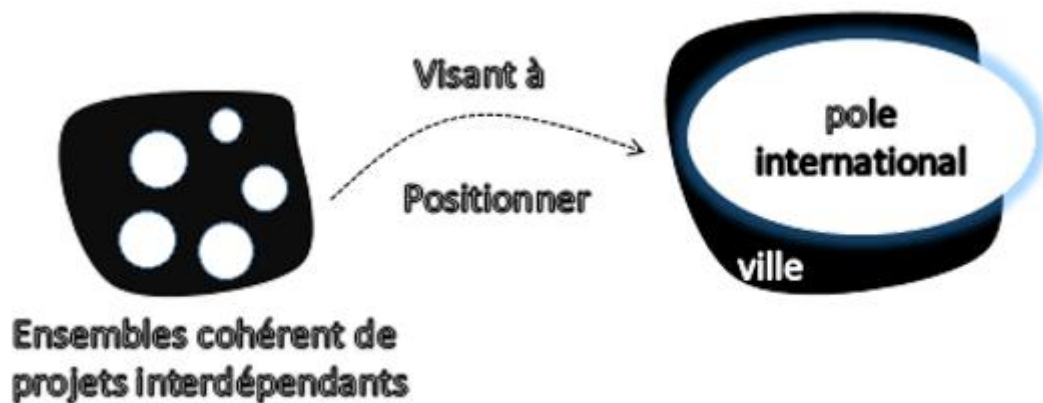 Visant à
Positionner
pole
international
ville
Ensembles cohérent de
projets interdépendants